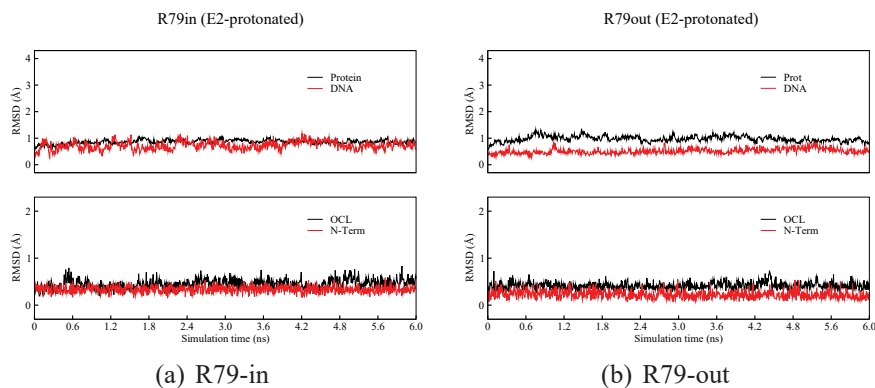 R79in (E2-protonated)
4
3
2
1
0
RMSD (Å)
Protein
DNA
2
1
0
RMSD (Å)
OCL
N-Term
0 0.6 1.2 1.8 2.4 3.0 3.6 4.2 4.8 5.6 6.0
Simulation time (ns)
(a) R79-in
R79out (E2-protonated)
4
3
2
1
0
RMSD (Å)
Prot
DNA
2
1
0
RMSD (Å)
OCL
N-Term
0 0.6 1.2 1.8 2.4 3.0 3.6 4.2 4.8 5.6 6.0
Simulation time (ns)
(b) R79-out